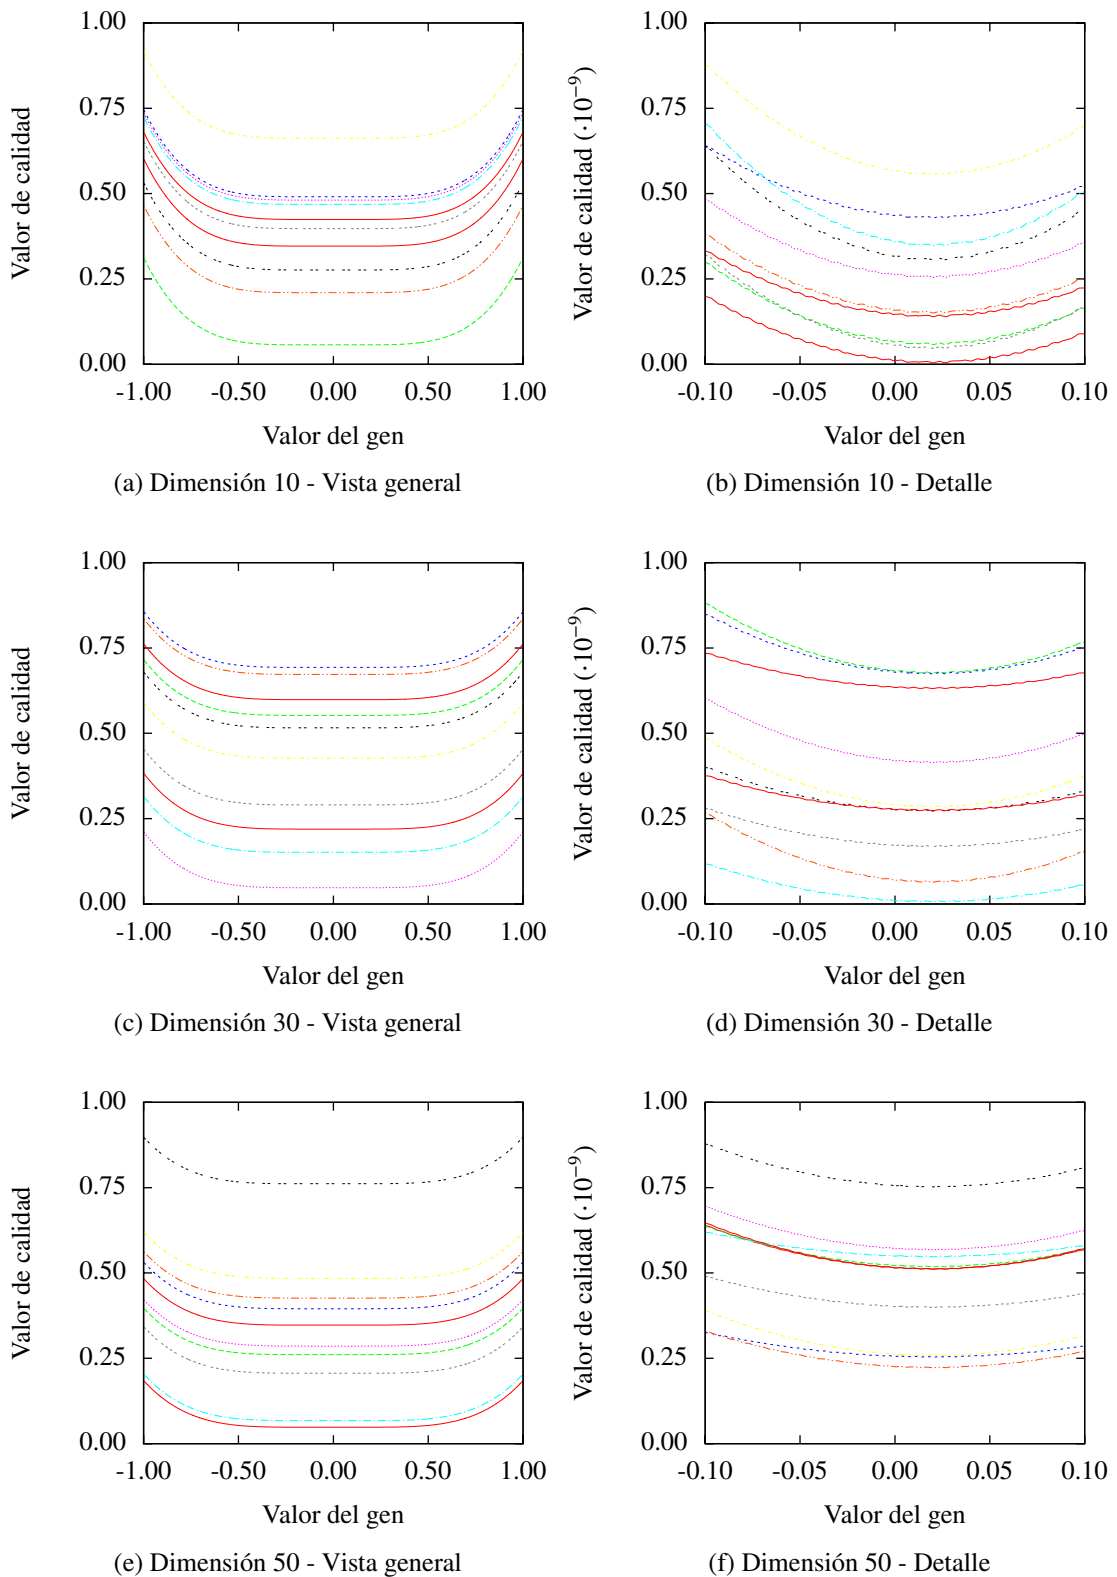 1.00
0.75
0.50
0.25
0.00
Valor de calidad
-1.00 -0.50 0.00 0.50 1.00
Valor del gen
(a) Dimensión 10 - Vista general
1.00
0.75
0.50
0.25
0.00
Valor de calidad (·10−9)
-0.10 -0.05 0.00 0.05 0.10
Valor del gen
(b) Dimensión 10 - Detalle
1.00
0.75
0.50
0.25
0.00
Valor de calidad
-1.00 -0.50 0.00 0.50 1.00
Valor del gen
(c) Dimensión 30 - Vista general
1.00
0.75
0.50
0.25
0.00
Valor de calidad (·10−9)
-0.10 -0.05 0.00 0.05 0.10
Valor del gen
(d) Dimensión 30 - Detalle
1.00
0.75
0.50
0.25
0.00
Valor de calidad
-1.00 -0.50 0.00 0.50 1.00
Valor del gen
(e) Dimensión 50 - Vista general
1.00
0.75
0.50
0.25
0.00
Valor de calidad (·10−9)
-0.10 -0.05 0.00 0.05 0.10
Valor del gen
(f) Dimensión 50 - Detalle